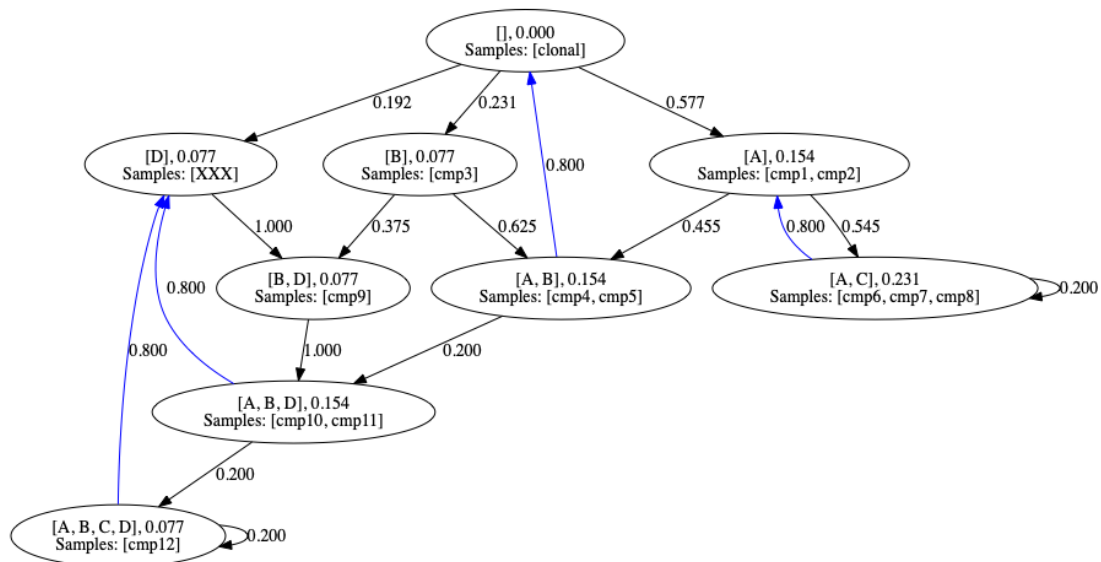 [], 0.000
Samples: [clonal]
0.192
0.231
0.577
[D], 0.077
Samples: [XXX]
[B], 0.077
Samples: [cmp3]
0.800
[A], 0.154
Samples: [cmp1, cmp2]
1.000
0.375
0.625
0.455
0.800
0.545
0.800
[B, D], 0.077
Samples: [cmp9]
[A, B], 0.154
Samples: [cmp4, cmp5]
[A, C], 0.231
Samples: [cmp6, cmp7, cmp8]
0.200
0.800
1.000
0.200
[A, B, D], 0.154
Samples: [cmp10, cmp11]
0.200
[A, B, C, D], 0.077
Samples: [cmp12]
0.200